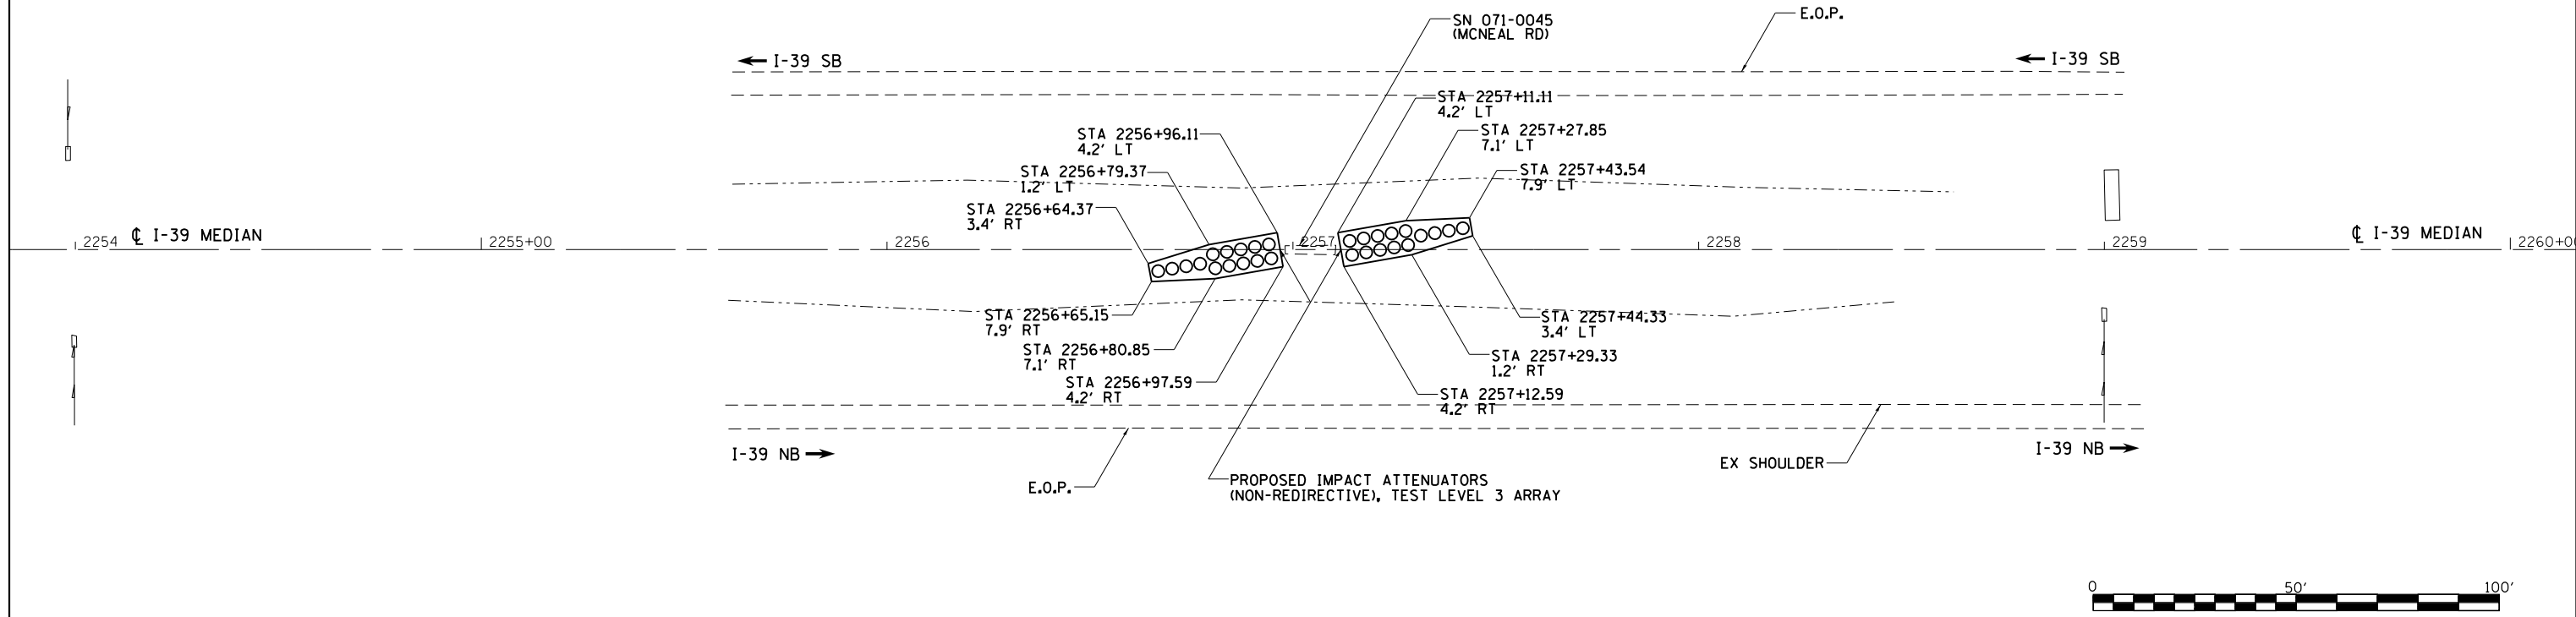 SN 071-0045
(MCNEAL RD)
E.O.P.
I-39 SB
I-39 SB
STA 2257+11.11
4.2' LT
STA 2256+96.11
4.2' LT
STA 2257+27.85
7.1' LT
STA 2256+79.37
1.2' LT
STA 2257+43.54
7.9' LT
STA 2256+64.37
3.4' RT
2254
℄ I-39 MEDIAN
2255+00
2256
2257
2258
2259
℄ I-39 MEDIAN
2260+0
STA 2256+65.15
7.9' RT
STA 2257+44.33
3.4' LT
STA 2256+80.85
7.1' RT
STA 2257+29.33
1.2' RT
STA 2256+97.59
4.2' RT
STA 2257+12.59
4.2' RT
I-39 NB
I-39 NB
EX SHOULDER
E.O.P.
PROPOSED IMPACT ATTENUATORS
(NON-REDIRECTIVE), TEST LEVEL 3 ARRAY
0 50' 100'